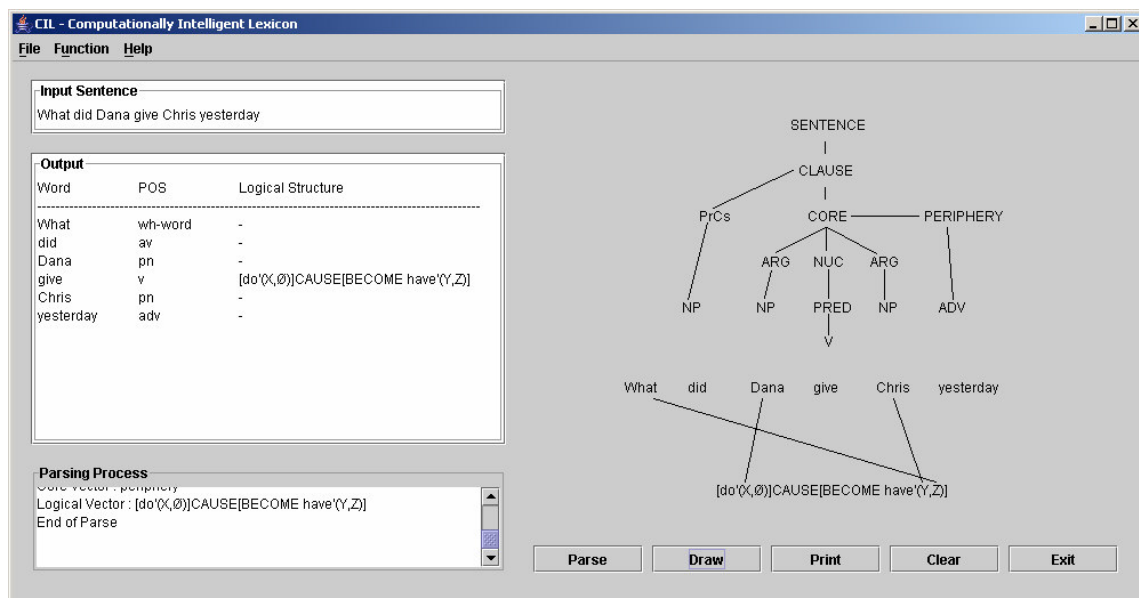 CIL - Computationally Intelligent Lexicon
File Function Help
Input Sentence
What did Dana give Chris yesterday
Output
Word POS Logical Structure
What wh-word -
did av -
Dana pn -
give v [do'(X,Ø)]CAUSE[BECOME have'(Y,Z)]
Chris pn -
yesterday adv -
Parsing Process
Core Vector : periphery
Logical Vector : [do'(X,Ø)]CAUSE[BECOME have'(Y,Z)]
End of Parse
SENTENCE
CLAUSE
PrCs CORE PERIPHERY
ARG NUC ARG
NP NP PRED NP ADV
V
What did Dana give Chris yesterday
[do'(X,Ø)]CAUSE[BECOME have'(Y,Z)]
Parse Draw Print Clear Exit